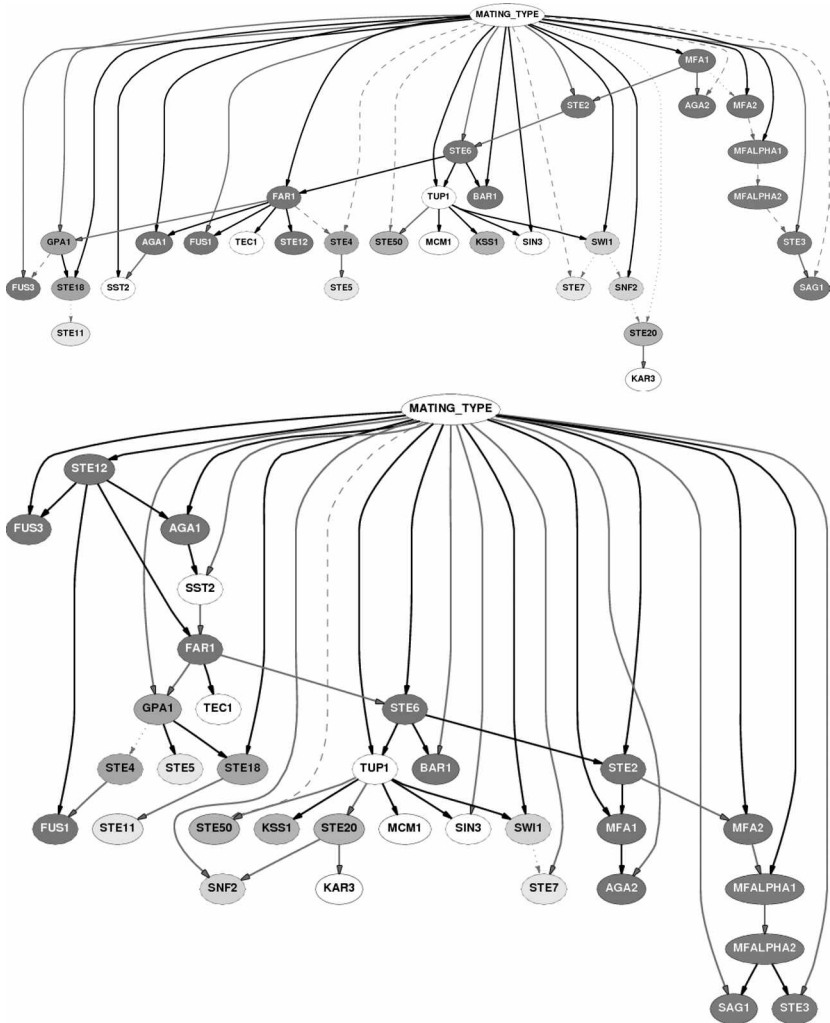 MATING_TYPE
MFA1
STE2 AGA2 MFA2
STE6 MFALPHA1
FAR1 TUP1 BAR1 MFALPHA2
GPA1 AGA1 FUS1 TEC1 STE12 STE4 STE50 MCM1 KSS1 SIN3 SWI1 STE3
FUS3 STE18 SST2 STE5 STE7 SNF2 SAG1
STE11 STE20
KAR3
MATING_TYPE
STE12
FUS3 AGA1
SST2
FAR1
GPA1 TEC1 STE6
STE4 STE5 STE18 TUP1 BAR1 STE2
FUS1 STE11 STE50 KSS1 STE20 MCM1 SIN3 SWI1 MFA1 MFA2
SNF2 KAR3 STE7 AGA2 MFALPHA1
MFALPHA2
SAG1 STE3